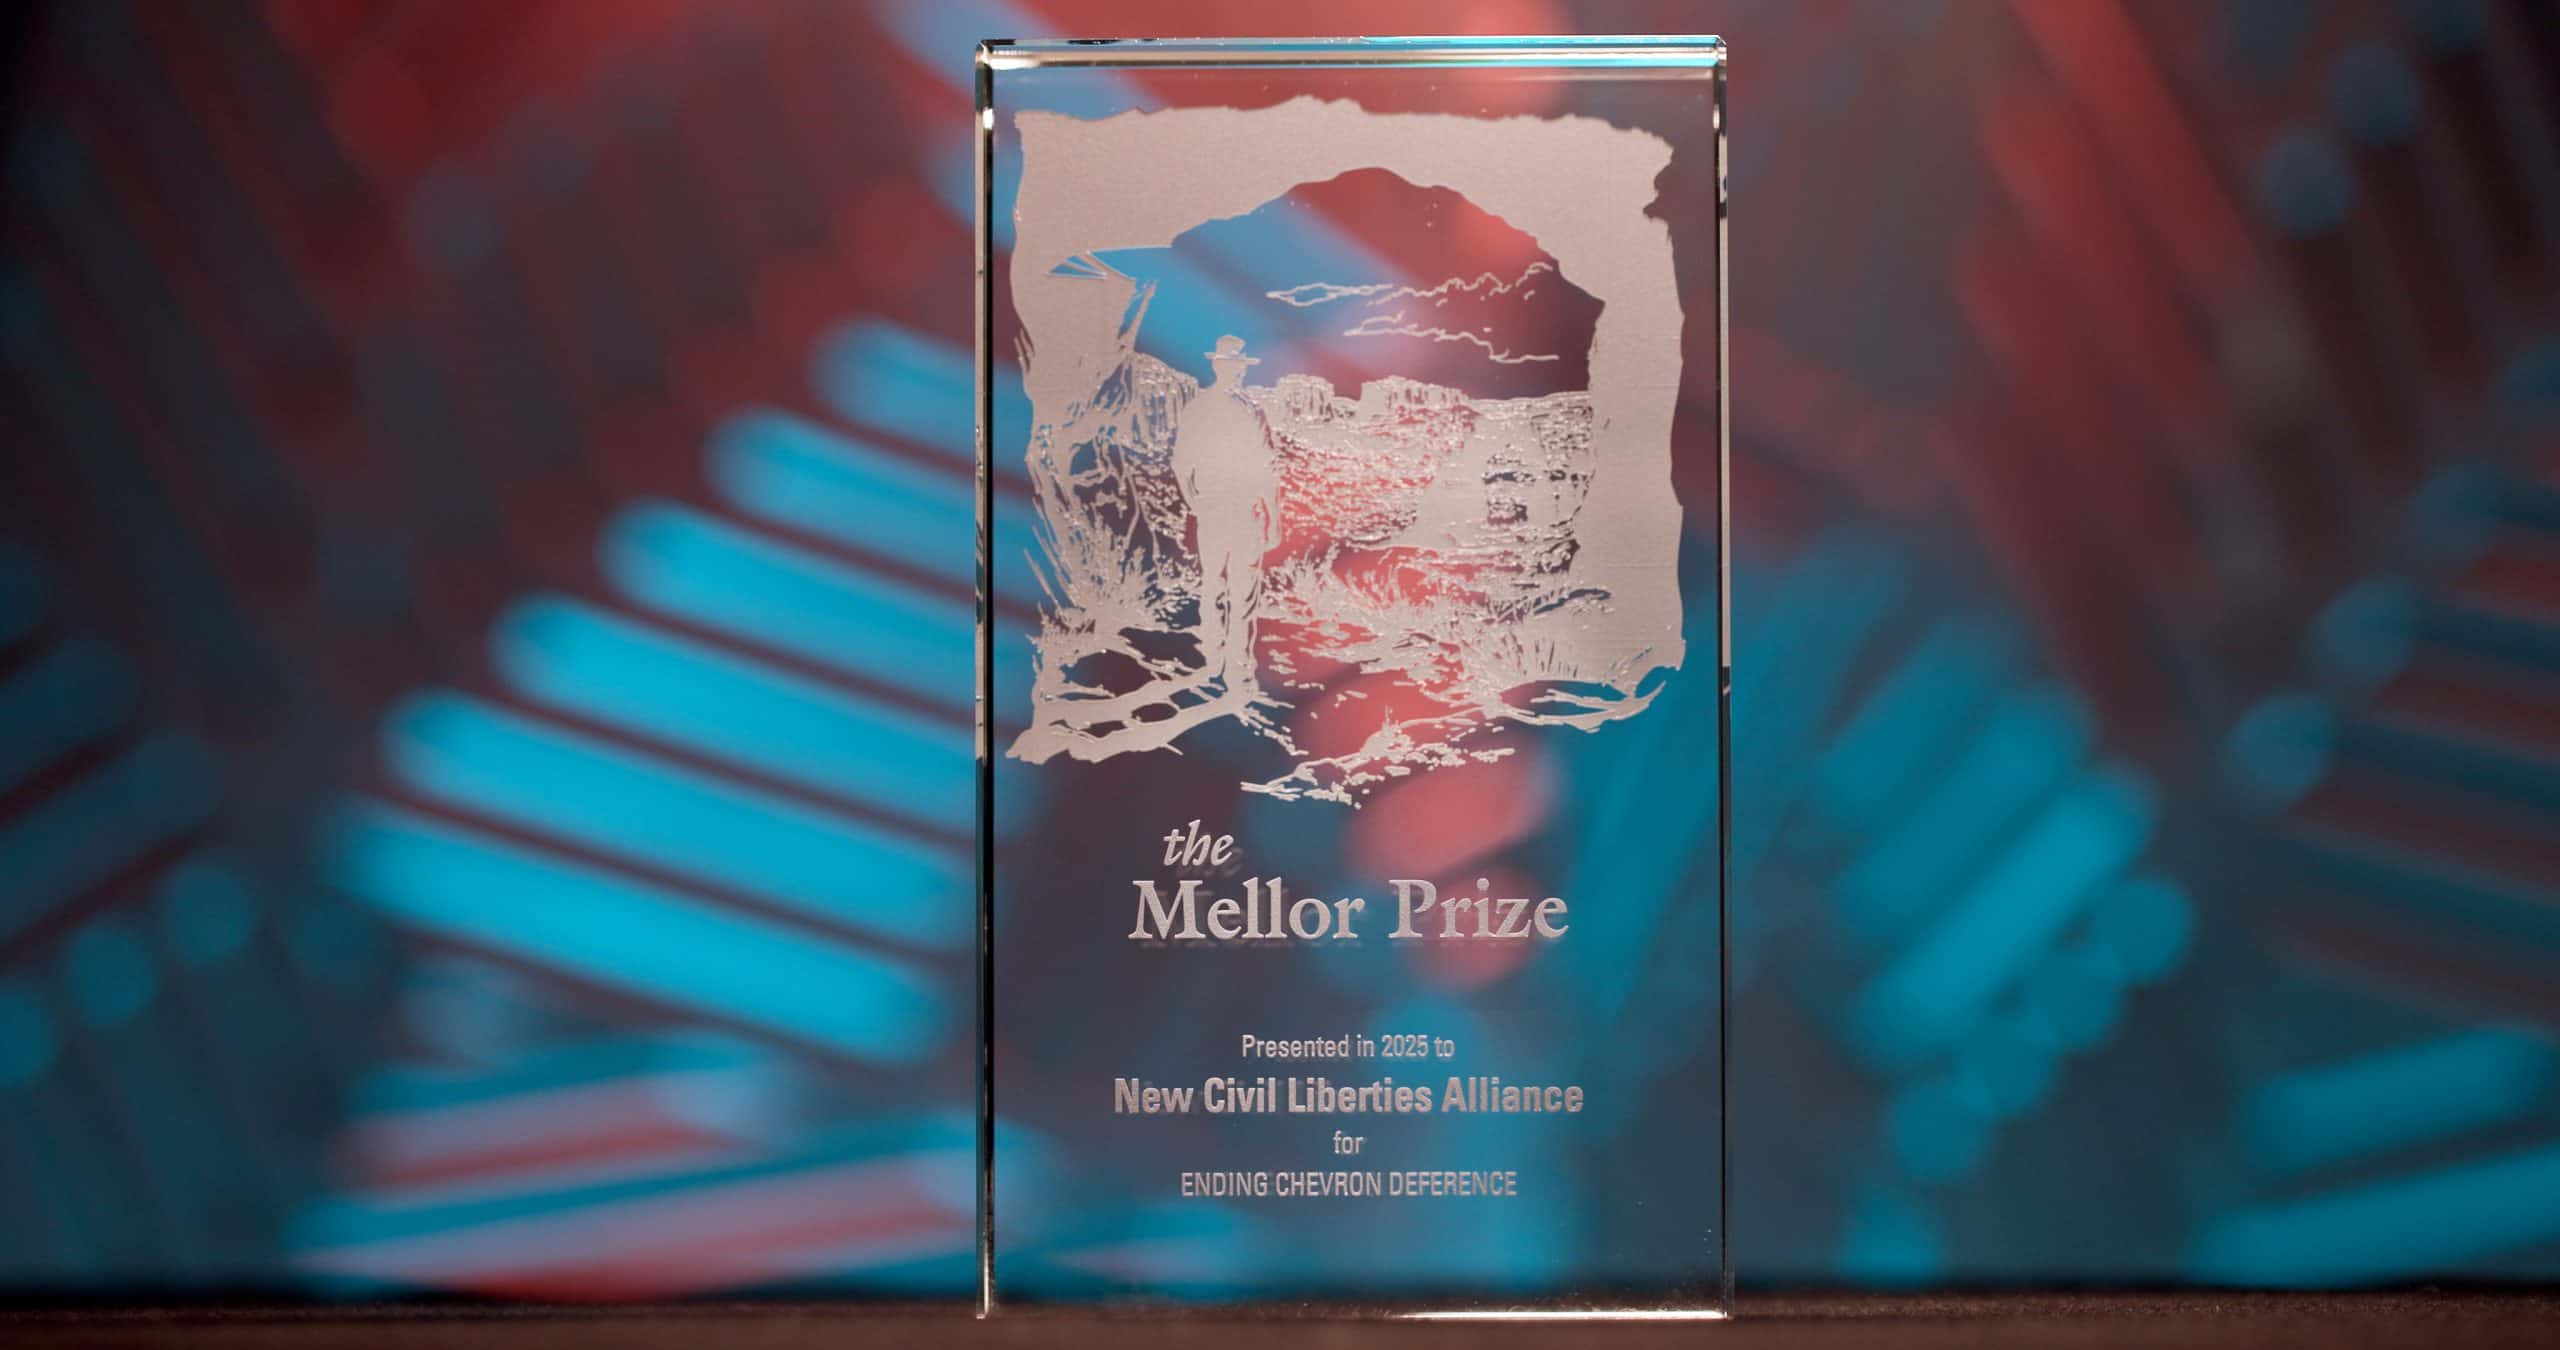 the
Mellor Prize
Presented in 2025 to
New Civil Liberties Alliance
for
ENDING CHEVRON DEFERENCE